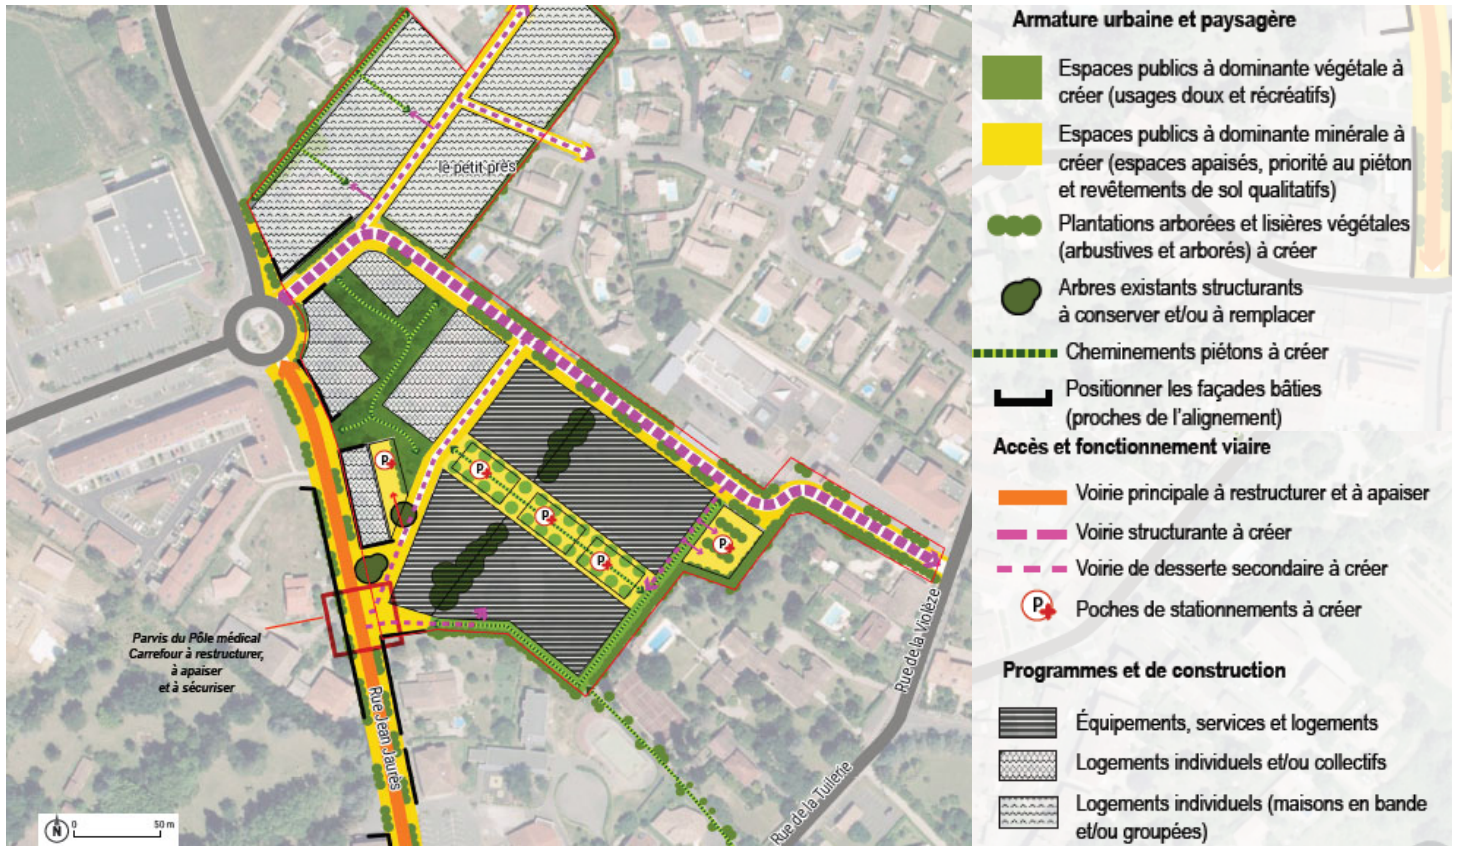 le petit près
P
P
P
P
P
Parvis du Pôle médical
Carrefour à restructurer,
à apaiser
et à sécuriser
Rue Jean Jaurès
Rue de la Violèze
Rue de la Tuilerie
N
0 50 m
Armature urbaine et paysagère
Espaces publics à dominante végétale à
créer (usages doux et récréatifs)
Espaces publics à dominante minérale à
créer (espaces apaisés, priorité au piéton
et revêtements de sol qualitatifs)
Plantations arborées et lisières végétales
(arbustives et arborés) à créer
Arbres existants structurants
à conserver et/ou à remplacer
Cheminements piétons à créer
Positionner les façades bâties
(proches de l'alignement)
Accès et fonctionnement viaire
Voirie principale à restructurer et à apaiser
Voirie structurante à créer
Voirie de desserte secondaire à créer
P
Poches de stationnements à créer
Programmes et de construction
Équipements, services et logements
Logements individuels et/ou collectifs
Logements individuels (maisons en bande
et/ou groupées)